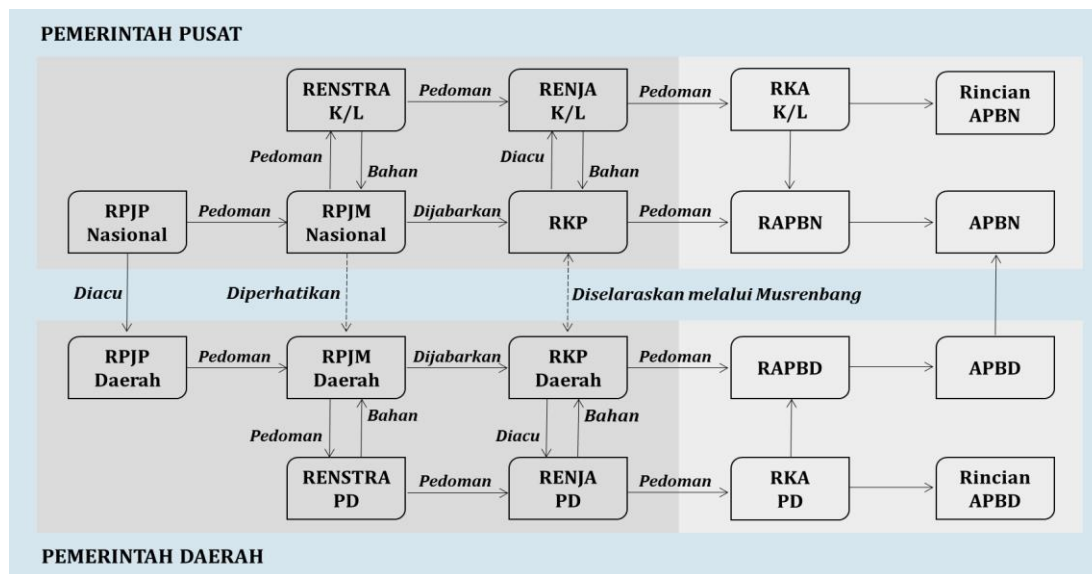 PEMERINTAH PUSAT
RENSTRA
K/L
Pedoman
RENJA
K/L
Pedoman
RKA
K/L
Rincian
APBN
Pedoman
Bahan
Diacu
Bahan
RPJP
Nasional
Pedoman
RPJM
Nasional
Dijabarkan
RKP
Pedoman
RAPBN
APBN
Diacu
Diperhatikan
Diselaraskan melalui Musrenbang
RPJP
Daerah
Pedoman
RPJM
Daerah
Dijabarkan
RKP
Daerah
Pedoman
RAPBD
APBD
Pedoman
Bahan
Diacu
Bahan
RENSTRA
PD
Pedoman
RENJA
PD
Pedoman
RKA
PD
Rincian
APBD
PEMERINTAH DAERAH